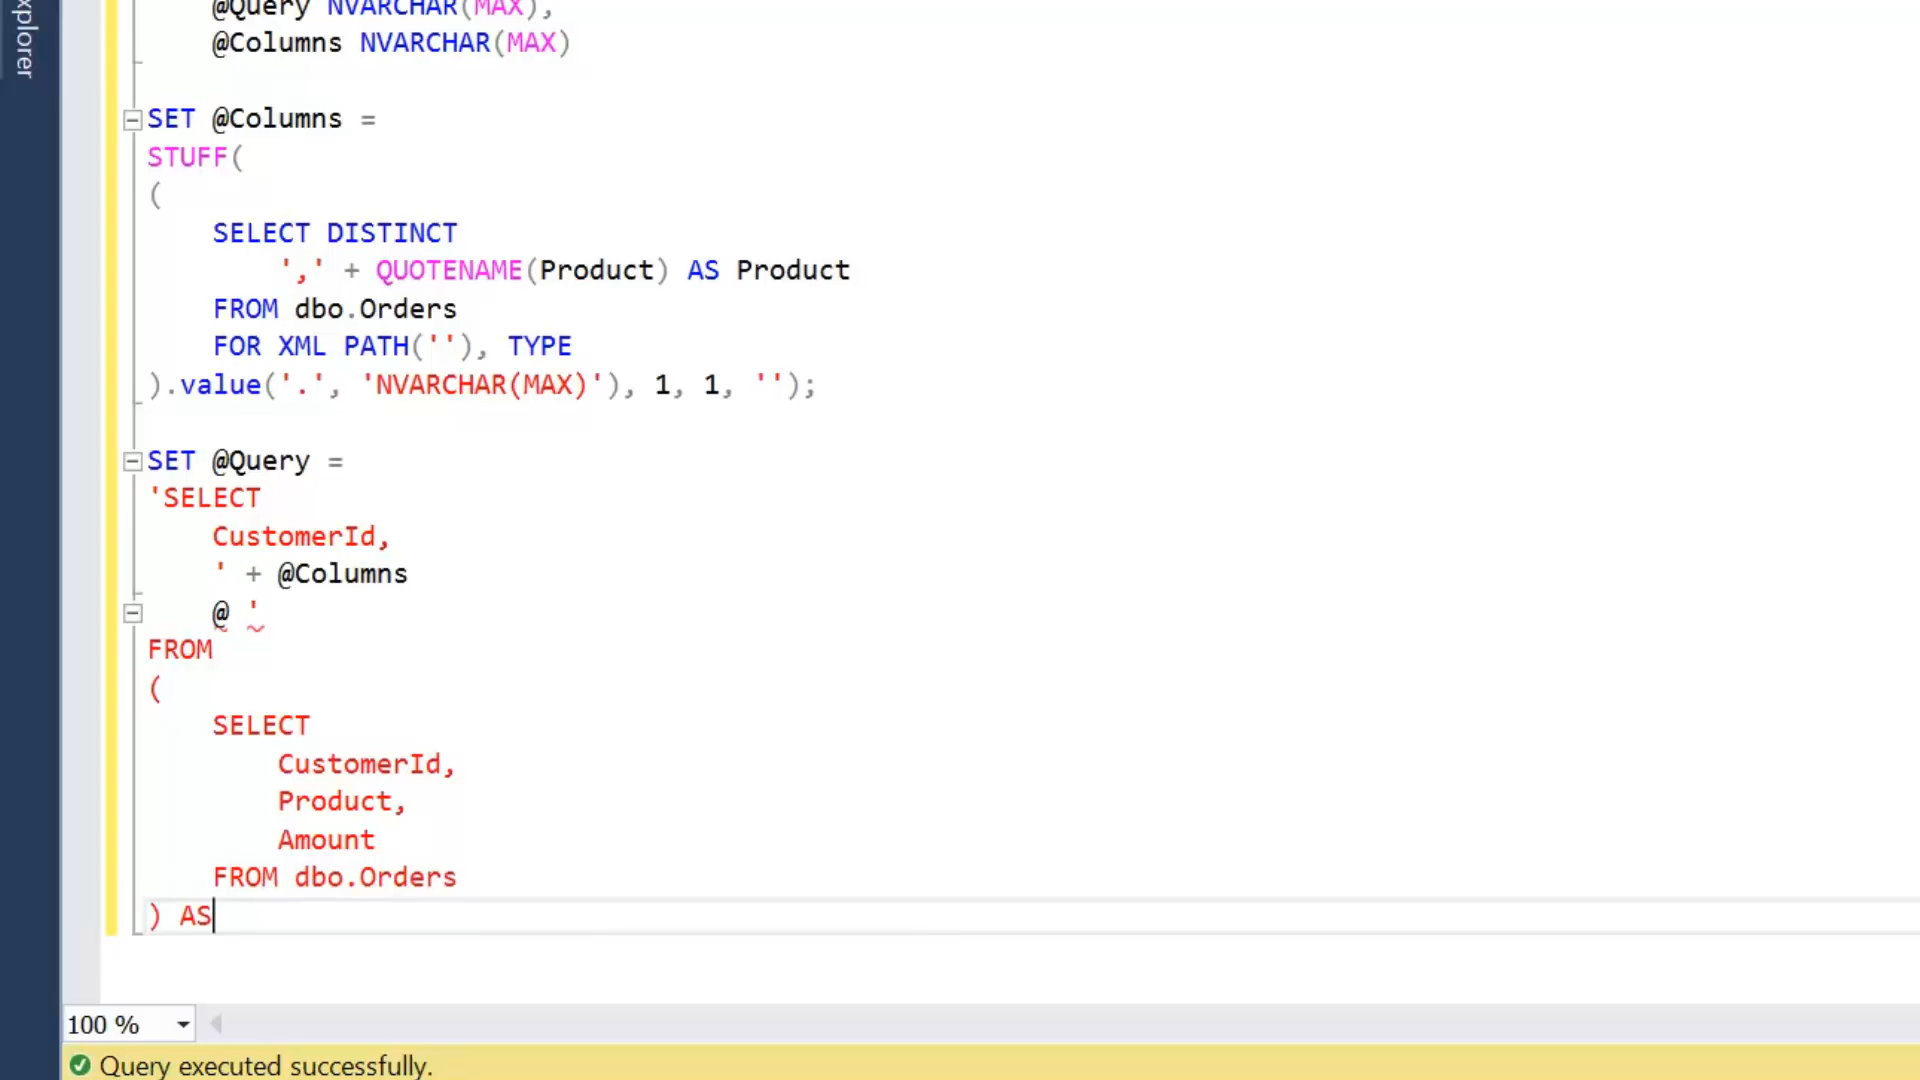 xplorer
@Query NVARCHAR(MAX),
@Columns NVARCHAR(MAX)
SET @Columns =
STUFF(
(
SELECT DISTINCT
',' + QUOTENAME(Product) AS Product
FROM dbo.Orders
FOR XML PATH(''), TYPE
).value('.', 'NVARCHAR(MAX)'), 1, 1, '');
SET @Query =
'SELECT
CustomerId,
' + @Columns
@ '
FROM
(
SELECT
CustomerId,
Product,
Amount
FROM dbo.Orders
) AS
100 %
Query executed successfully.